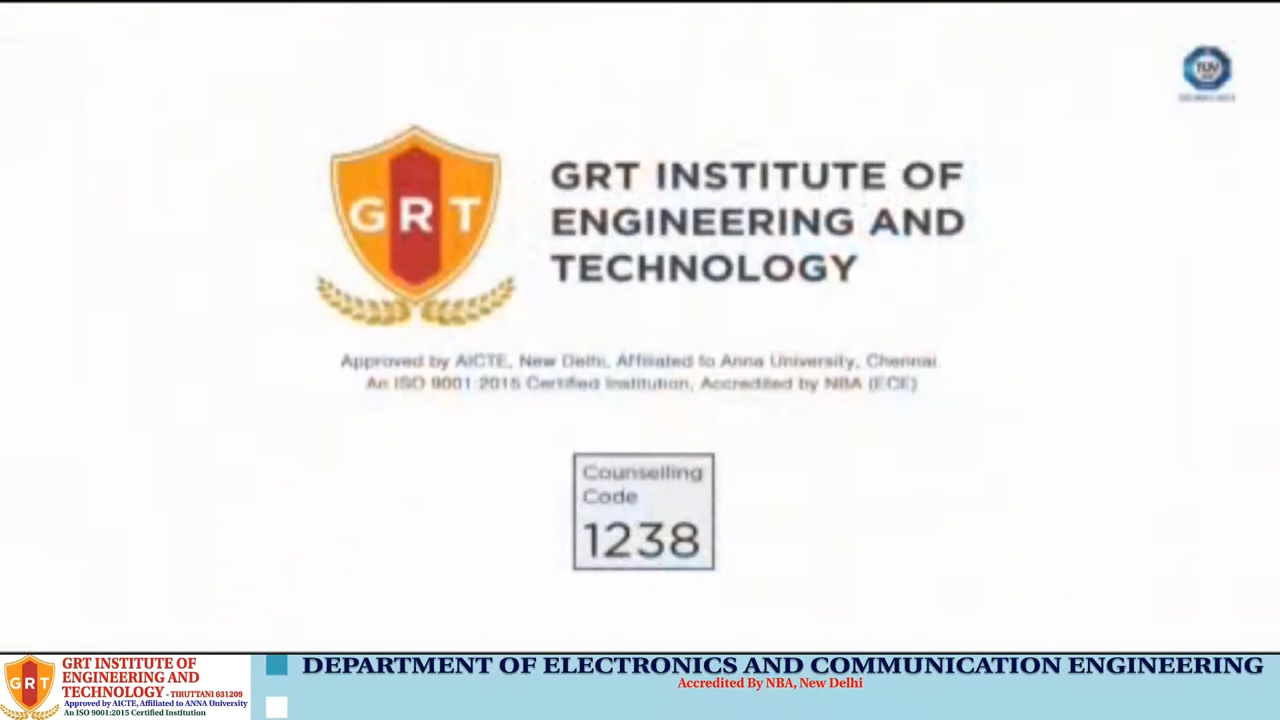 TÜV
GRT
GRT INSTITUTE OF
ENGINEERING AND
TECHNOLOGY
Approved by AICTE, New Delhi, Affiliated to Anna University, Chennai.
An ISO 9001:2015 Certified Institution, Accredited by NBA (ECE)
Counselling
Code
1238
GRT
GRT INSTITUTE OF
ENGINEERING AND
TECHNOLOGY - TIRUTTANI 631209
Approved by AICTE, Affiliated to ANNA University
An ISO 9001:2015 Certified Institution
DEPARTMENT OF ELECTRONICS AND COMMUNICATION ENGINEERING
Accredited By NBA, New Delhi